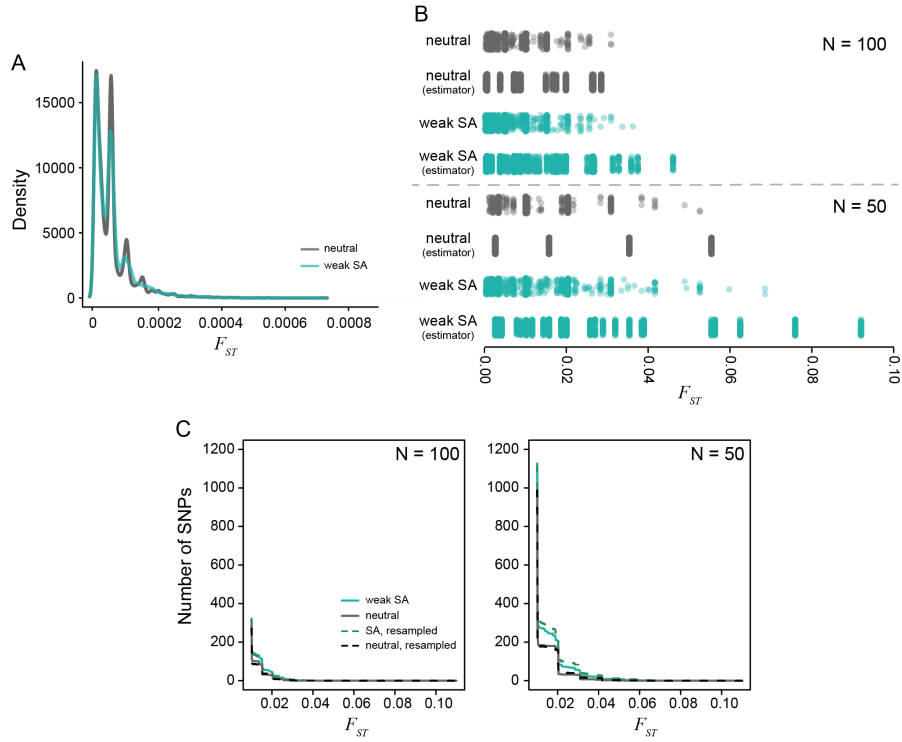 A
Density
15000
10000
5000
0
neutral
weak SA
0
0.0002
0.0004
0.0006
0.0008
FST
B
N = 100
neutral
neutral
(estimator)
weak SA
weak SA
(estimator)
N = 50
neutral
neutral
(estimator)
weak SA
weak SA
(estimator)
0.00
0.02
0.04
0.06
0.08
0.10
FST
C
Number of SNPs
1200
1000
800
600
400
200
0
N = 100
weak SA
neutral
SA, resampled
neutral, resampled
0.02
0.04
0.06
0.08
0.10
FST
1200
1000
800
600
400
200
0
N = 50
0.02
0.04
0.06
0.08
0.10
FST